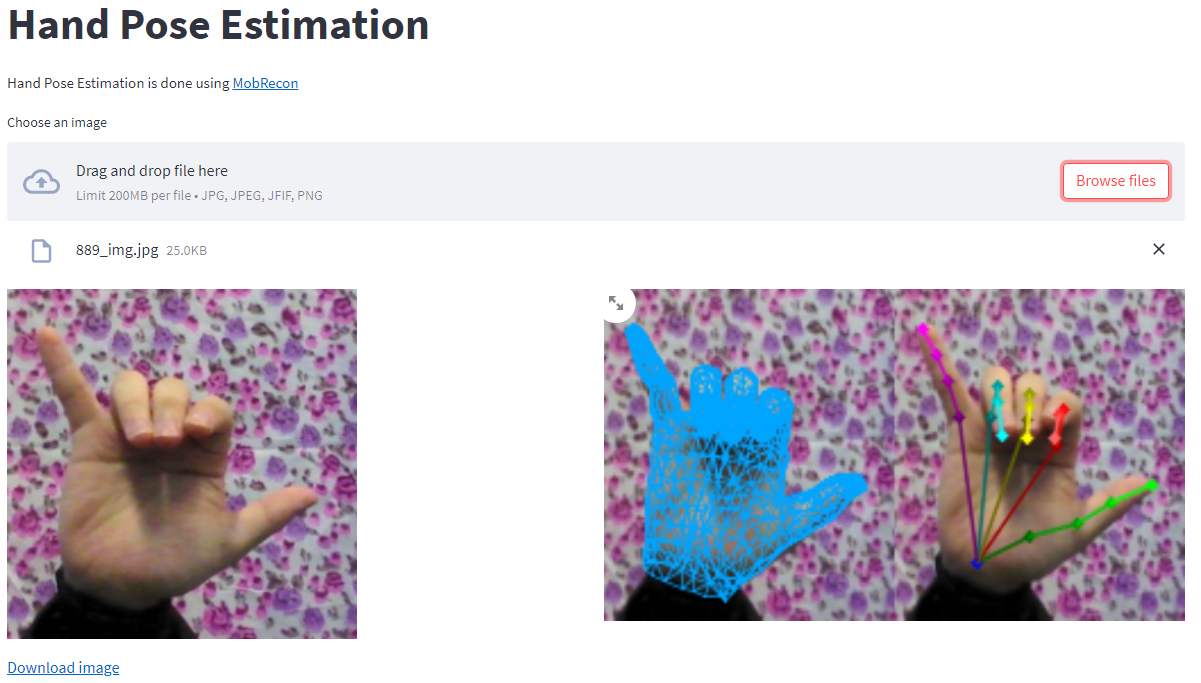 Hand Pose Estimation
Hand Pose Estimation is done using MobRecon
Choose an image
Drag and drop file here
Limit 200MB per file • JPG, JPEG, JFIF, PNG
Browse files
889_img.jpg 25.0KB
Download image